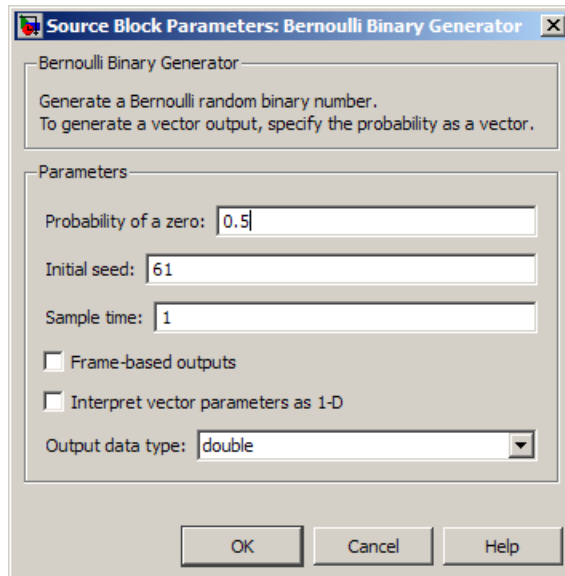 Source Block Parameters: Bernoulli Binary Generator
Bernoulli Binary Generator
Generate a Bernoulli random binary number.
To generate a vector output, specify the probability as a vector.
Parameters
Probability of a zero: 0.5
Initial seed: 61
Sample time: 1
Frame-based outputs
Interpret vector parameters as 1-D
Output data type: double
OK Cancel Help